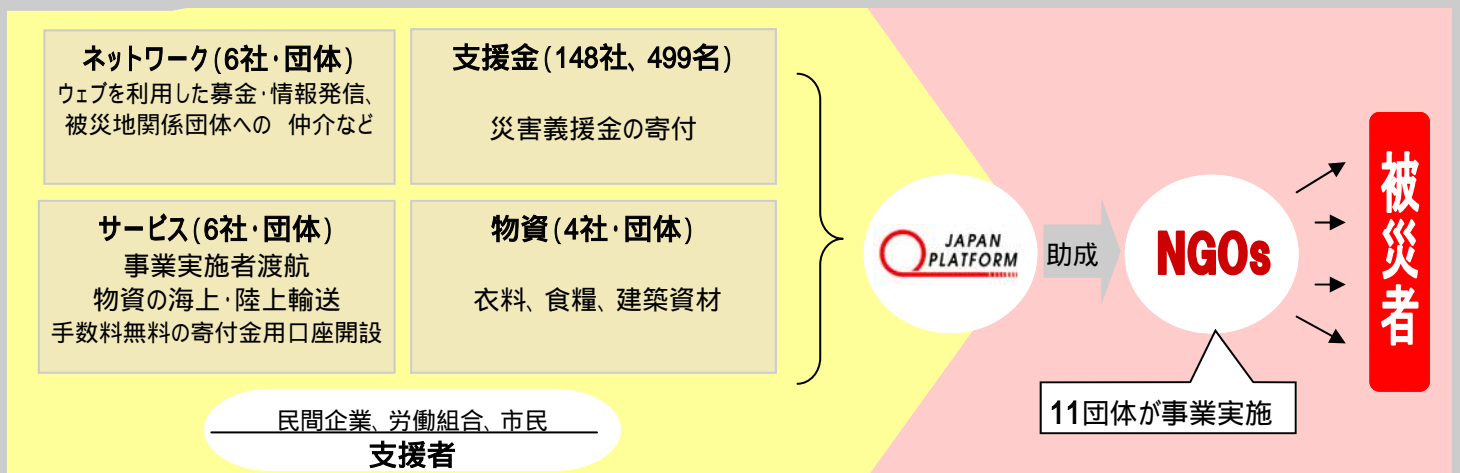 ネットワーク(6社・団体)
ウェブを利用した募金・情報発信、
被災地関係団体への 仲介など
支援金(148社、499名)
災害義援金の寄付
サービス(6社・団体)
事業実施者渡航
物資の海上・陸上輸送
手数料無料の寄付金用口座開設
物資(4社・団体)
衣料、食糧、建築資材
民間企業、労働組合、市民
支援者
JAPAN
PLATFORM
助成
NGOs
11団体が事業実施
被災者